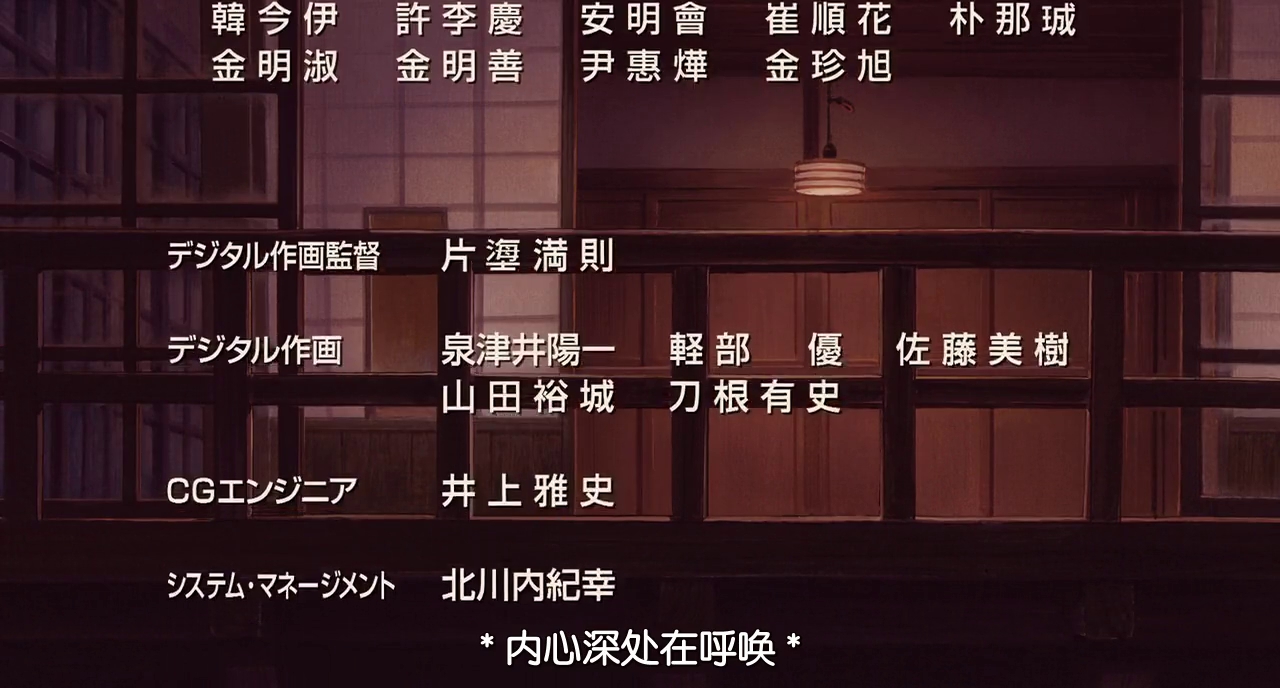 韓今伊 許李慶 安明會 崔順花 朴那珹
金明淑 金明善 尹惠燁 金珍旭
デジタル作画監督 片塰満則
デジタル作画 泉津井陽一 軽部 優 佐藤美樹
山田裕城 刀根有史
CGエンジニア 井上雅史
システム・マネージメント 北川内紀幸
* 内心深处在呼唤 *